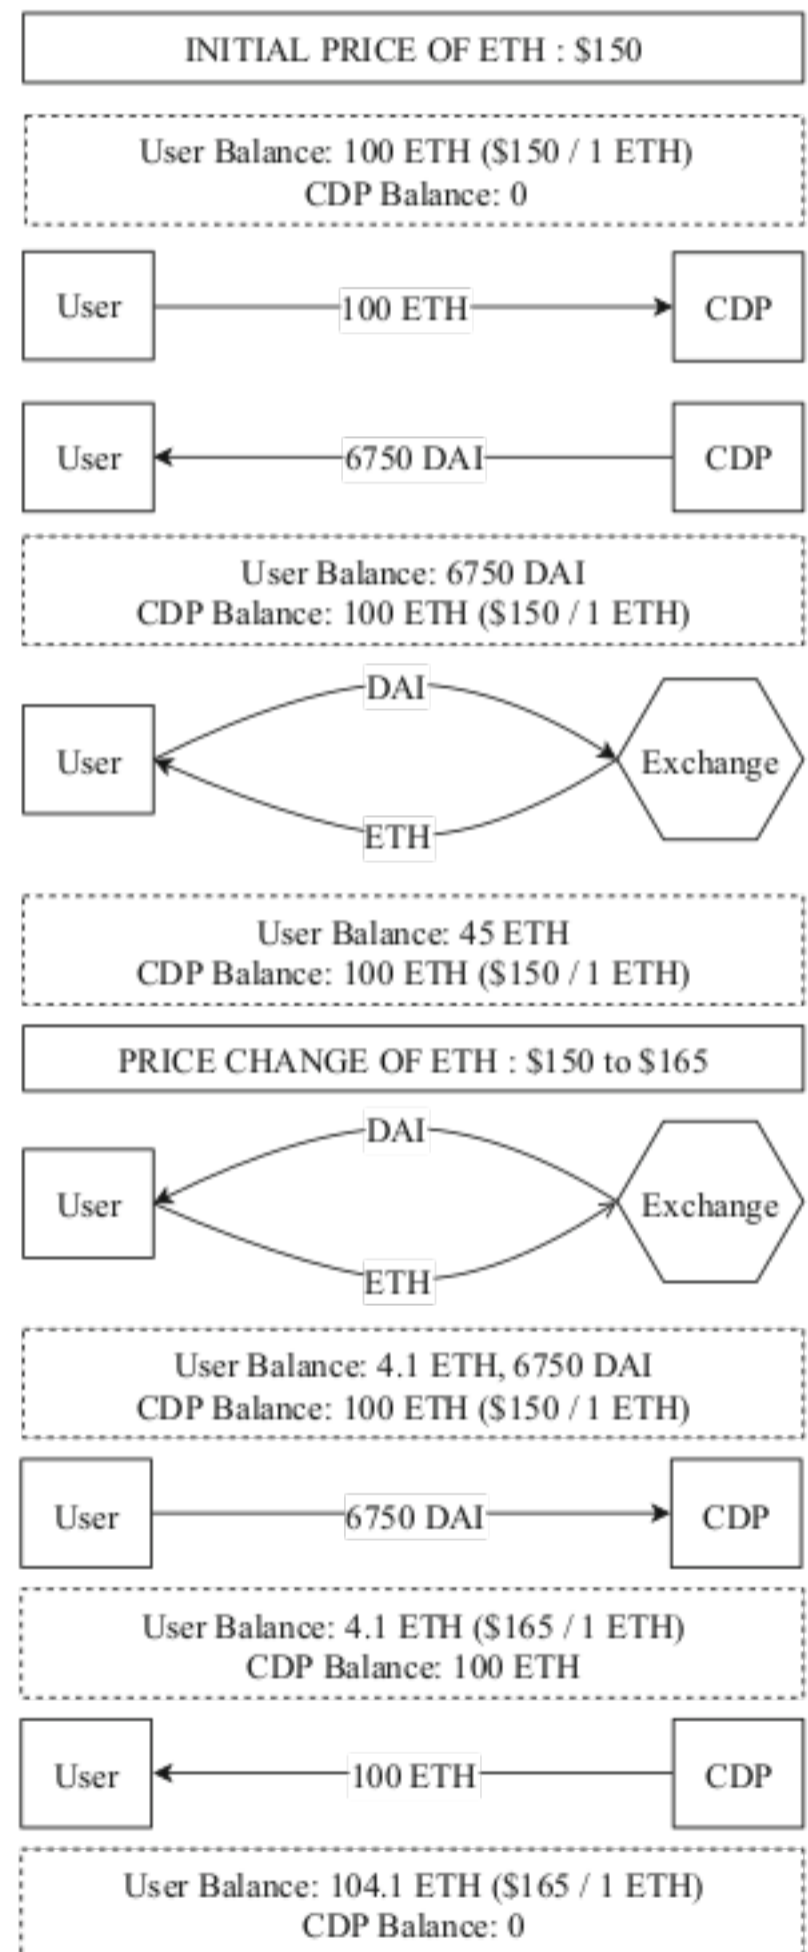 INITIAL PRICE OF ETH : $150
User Balance: 100 ETH ($150 / 1 ETH)
CDP Balance: 0
User
100 ETH
CDP
User
6750 DAI
CDP
User Balance: 6750 DAI
CDP Balance: 100 ETH ($150 / 1 ETH)
DAI
User
Exchange
ETH
User Balance: 45 ETH
CDP Balance: 100 ETH ($150 / 1 ETH)
PRICE CHANGE OF ETH : $150 to $165
DAI
User
Exchange
ETH
User Balance: 4.1 ETH, 6750 DAI
CDP Balance: 100 ETH ($150 / 1 ETH)
User
6750 DAI
CDP
User Balance: 4.1 ETH ($165 / 1 ETH)
CDP Balance: 100 ETH
User
100 ETH
CDP
User Balance: 104.1 ETH ($165 / 1 ETH)
CDP Balance: 0